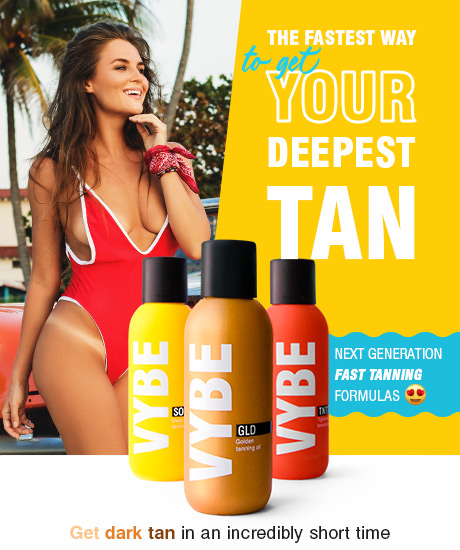 THE FASTEST WAY
to get
YOUR
DEEPEST
TAN
VYBE
SO
VYBE
GLD
Golden
tanning oil
VYBE
TNT
NEXT GENERATION
FAST TANNING
FORMULAS 😍
Get dark tan in an incredibly short time